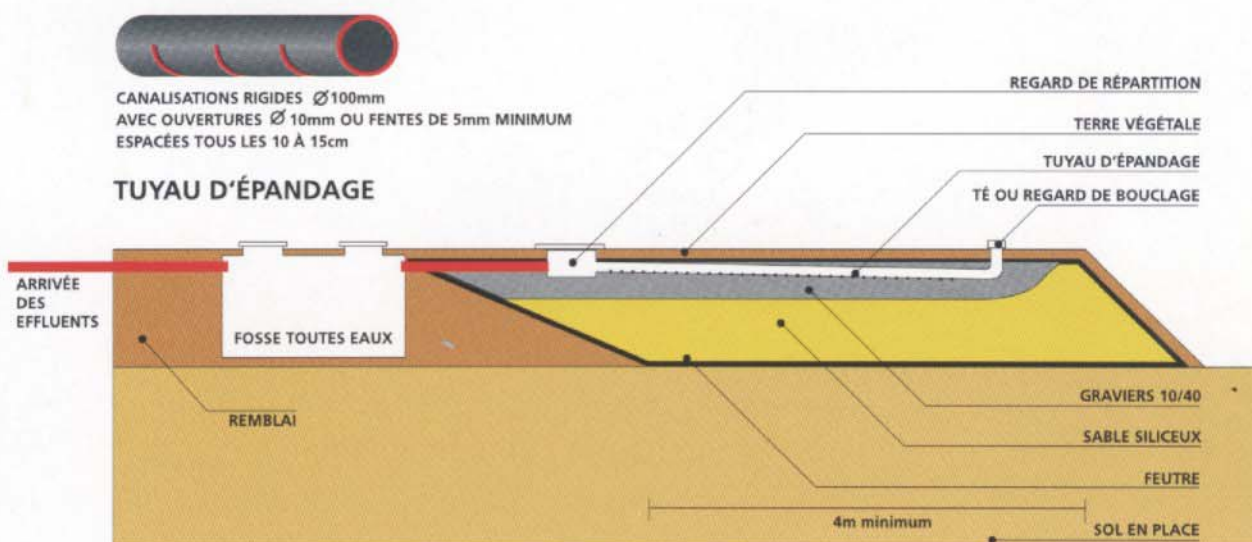 CANALISATIONS RIGIDES Ø 100mm
AVEC OUVERTURES Ø 10mm OU FENTES DE 5mm MINIMUM
ESPACÉES TOUS LES 10 À 15cm
TUYAU D'ÉPANDAGE
REGARD DE RÉPARTITION
TERRE VÉGÉTALE
TUYAU D'ÉPANDAGE
TÉ OU REGARD DE BOUCLAGE
ARRIVÉE
DES
EFFLUENTS
FOSSE TOUTES EAUX
REMBLAI
GRAVIERS 10/40
SABLE SILICEUX
FEUTRE
4m minimum
SOL EN PLACE